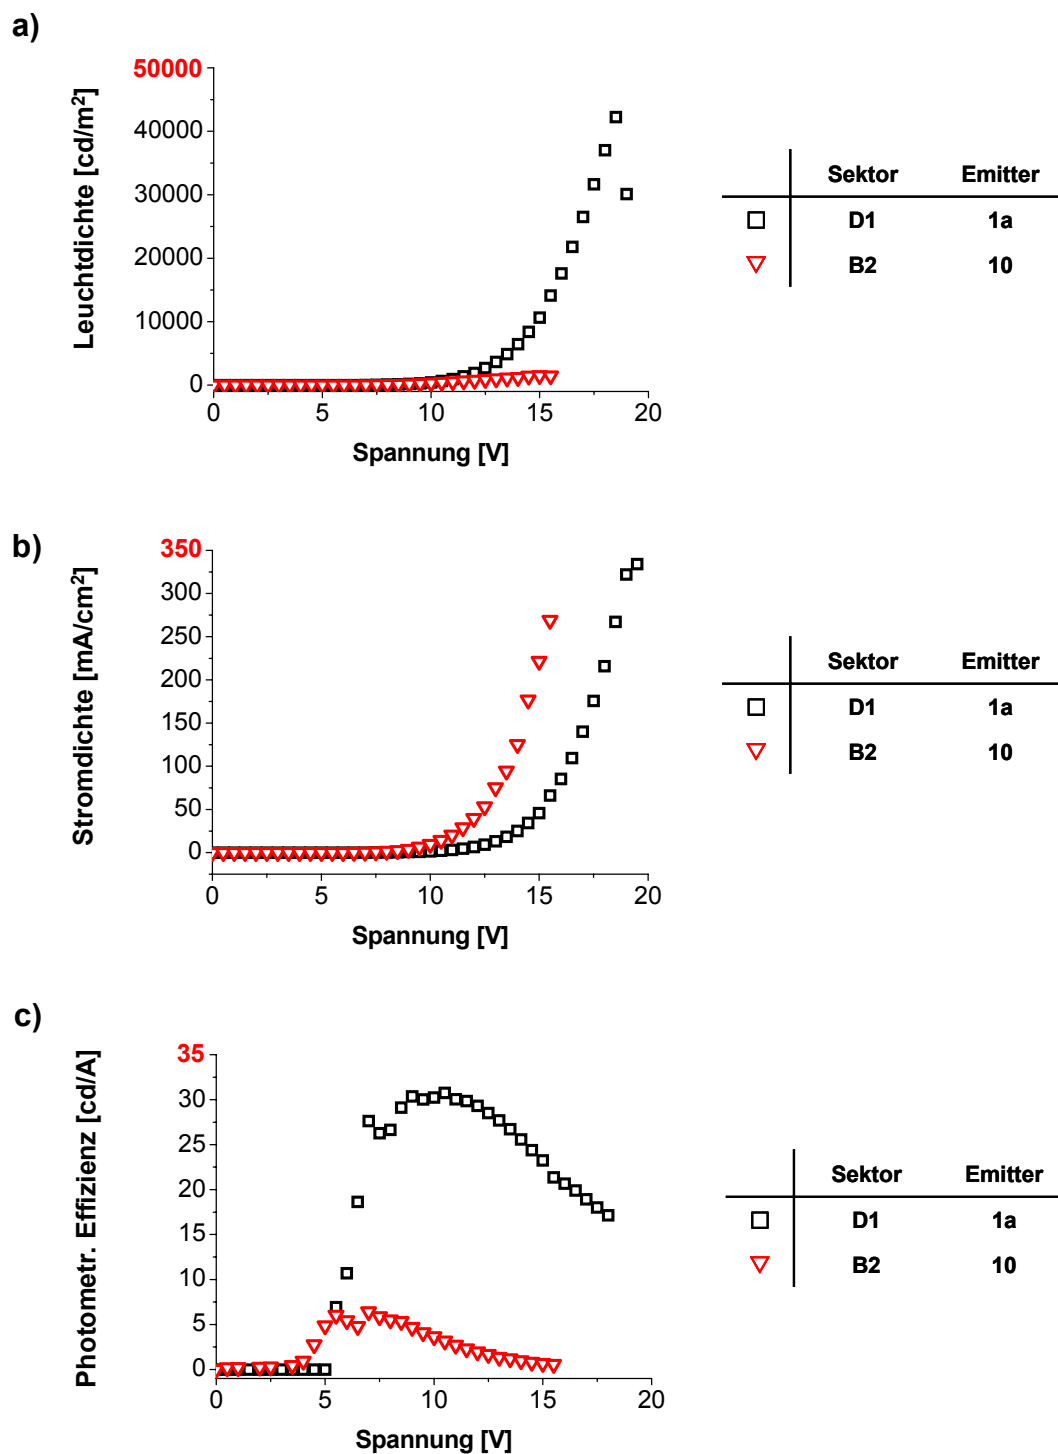 a)
50000
40000
30000
20000
10000
0
Leuchtdichte [cd/m²]
0 5 10 15 20
Spannung [V]
Sektor Emitter
D1 1a
B2 10
b)
350
300
250
200
150
100
50
0
Stromdichte [mA/cm²]
0 5 10 15 20
Spannung [V]
Sektor Emitter
D1 1a
B2 10
c)
35
30
25
20
15
10
5
0
Photometr. Effizienz [cd/A]
0 5 10 15 20
Spannung [V]
Sektor Emitter
D1 1a
B2 10